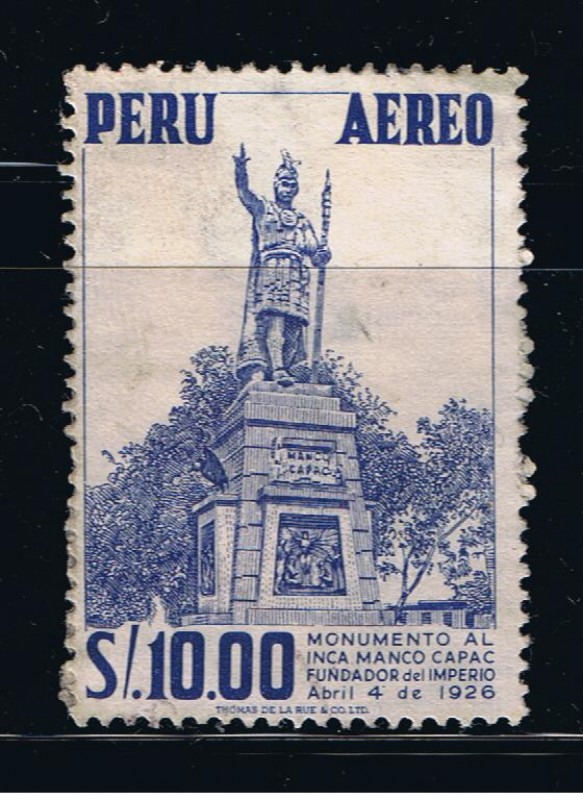 PERU AEREO
MANCO
CAPAC
S/.10.00
MONUMENTO AL
INCA MANCO CAPAC
FUNDADOR del IMPERIO
Abril 4 de 1926
THOMAS DE LA RUE & CO. LTD.